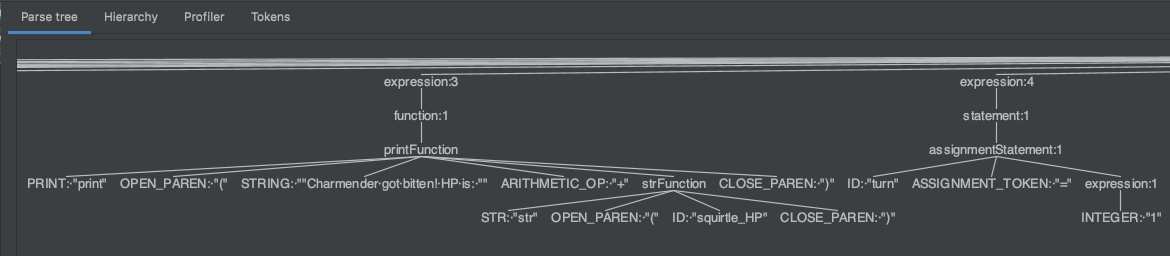 Parse tree Hierarchy Profiler Tokens
expression:3 expression:4
function:1 statement:1
printFunction assignmentStatement:1
PRINT:·"print" OPEN_PAREN:·"(" STRING:·""Charmender·got·bitten!·HP·is:·"" ARITHMETIC_OP:·"+" strFunction CLOSE_PAREN:·")" ID:·"turn" ASSIGNMENT_TOKEN:·"=" expression:1
STR:·"str" OPEN_PAREN:·"(" ID:·"squirtle_HP" CLOSE_PAREN:·")" INTEGER:·"1"